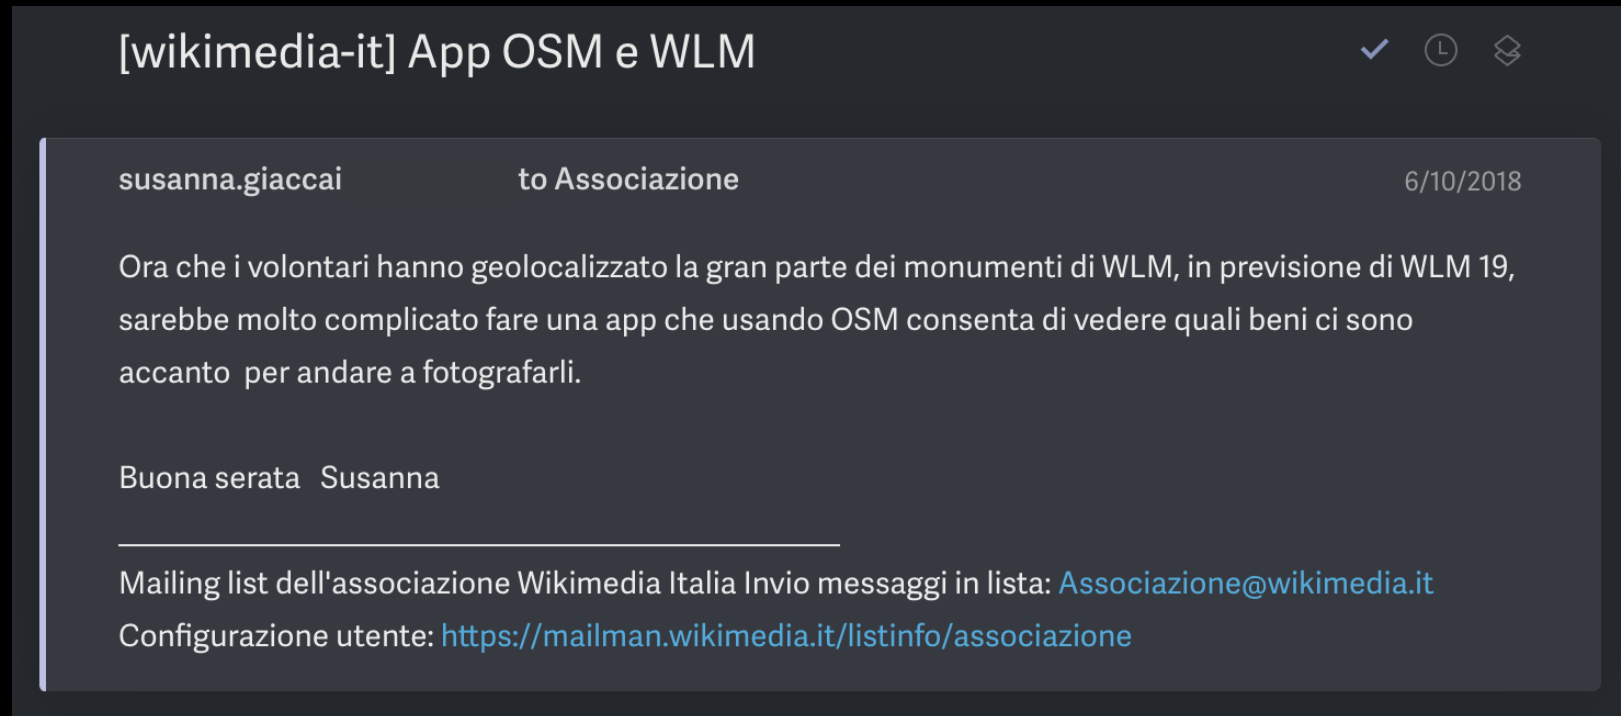 [wikimedia-it] App OSM e WLM
susanna.giaccai to Associazione 6/10/2018
Ora che i volontari hanno geolocalizzato la gran parte dei monumenti di WLM, in previsione di WLM 19,
sarebbe molto complicato fare una app che usando OSM consenta di vedere quali beni ci sono
accanto  per andare a fotografarli.
Buona serata  Susanna
Mailing list dell'associazione Wikimedia Italia Invio messaggi in lista: Associazione@wikimedia.it
Configurazione utente: https://mailman.wikimedia.it/listinfo/associazione